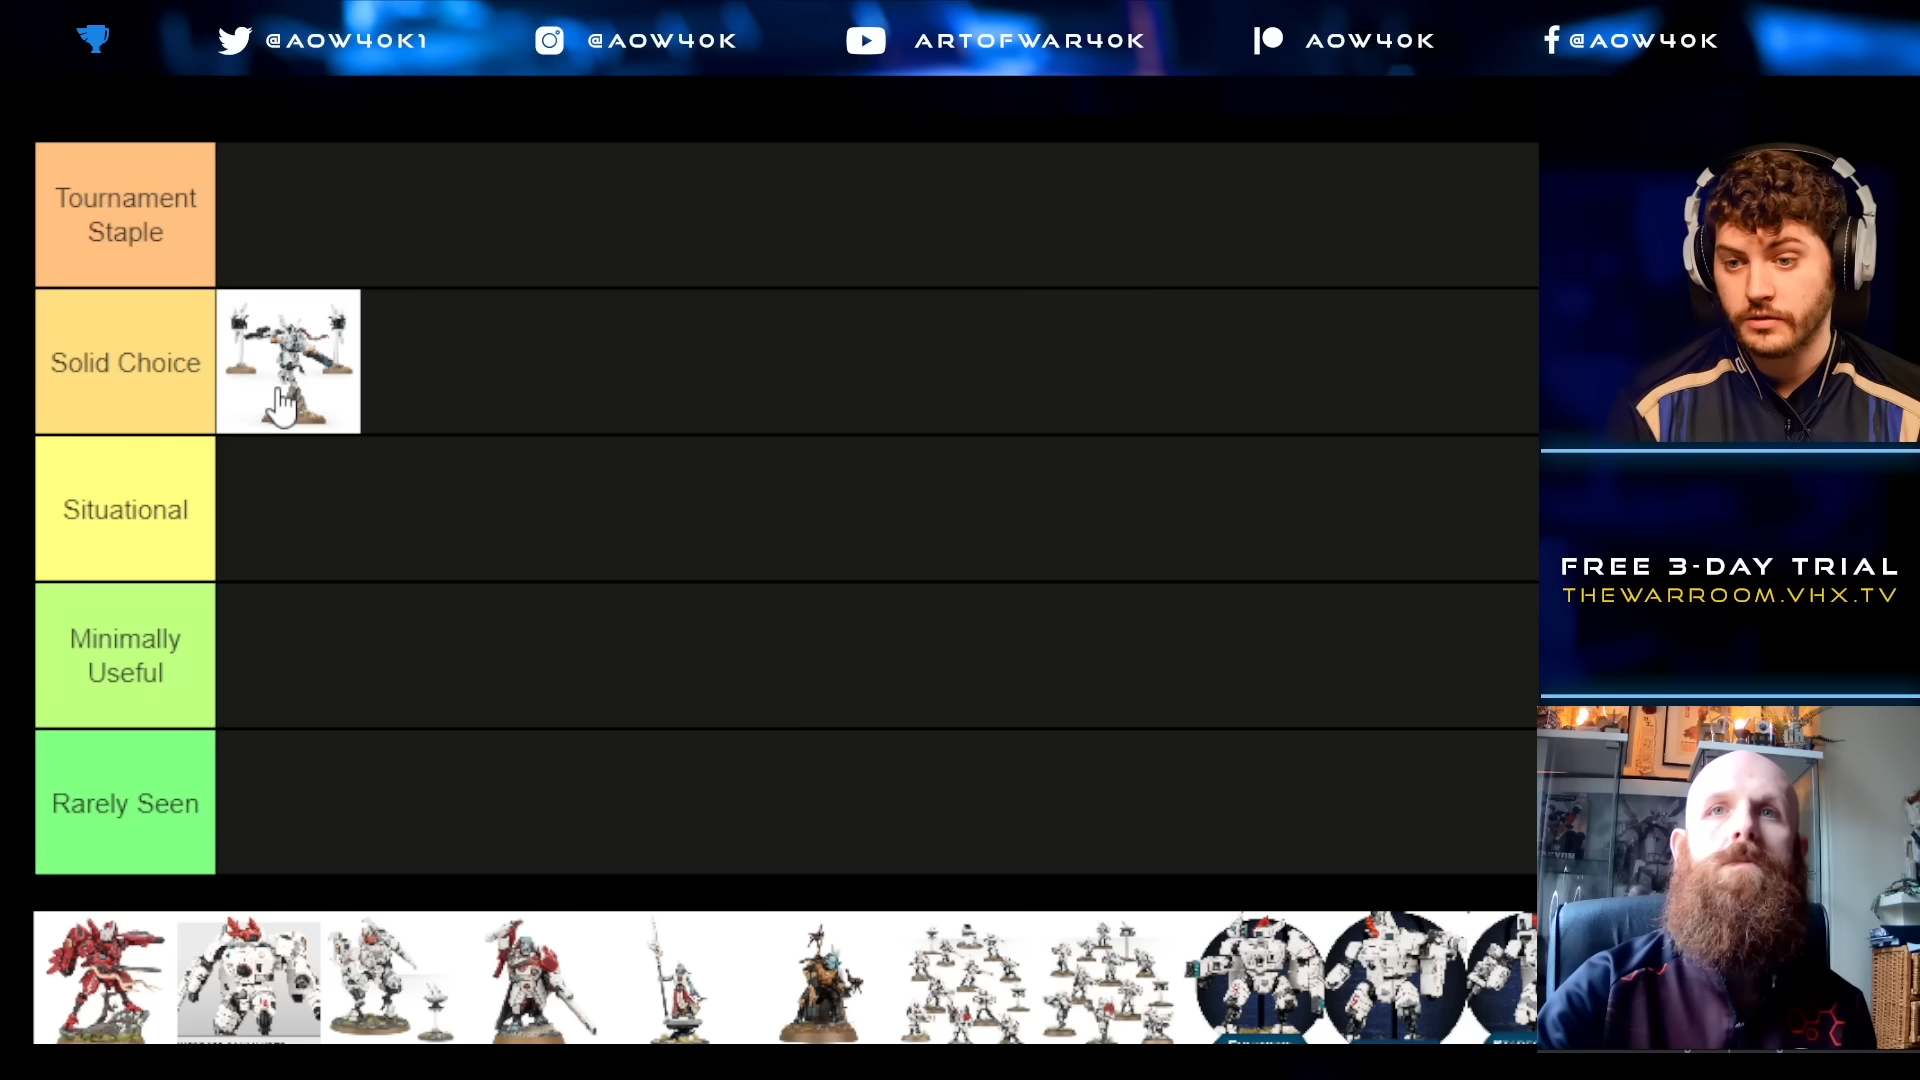 @AOW40K1
@AOW40K
ARTOFWAR40K
AOW40K
@AOW40K
Tournament
Staple
Solid Choice
Situational
Minimally
Useful
Rarely Seen
FREE 3-DAY TRIAL
THEWARROOM.VHX.TV